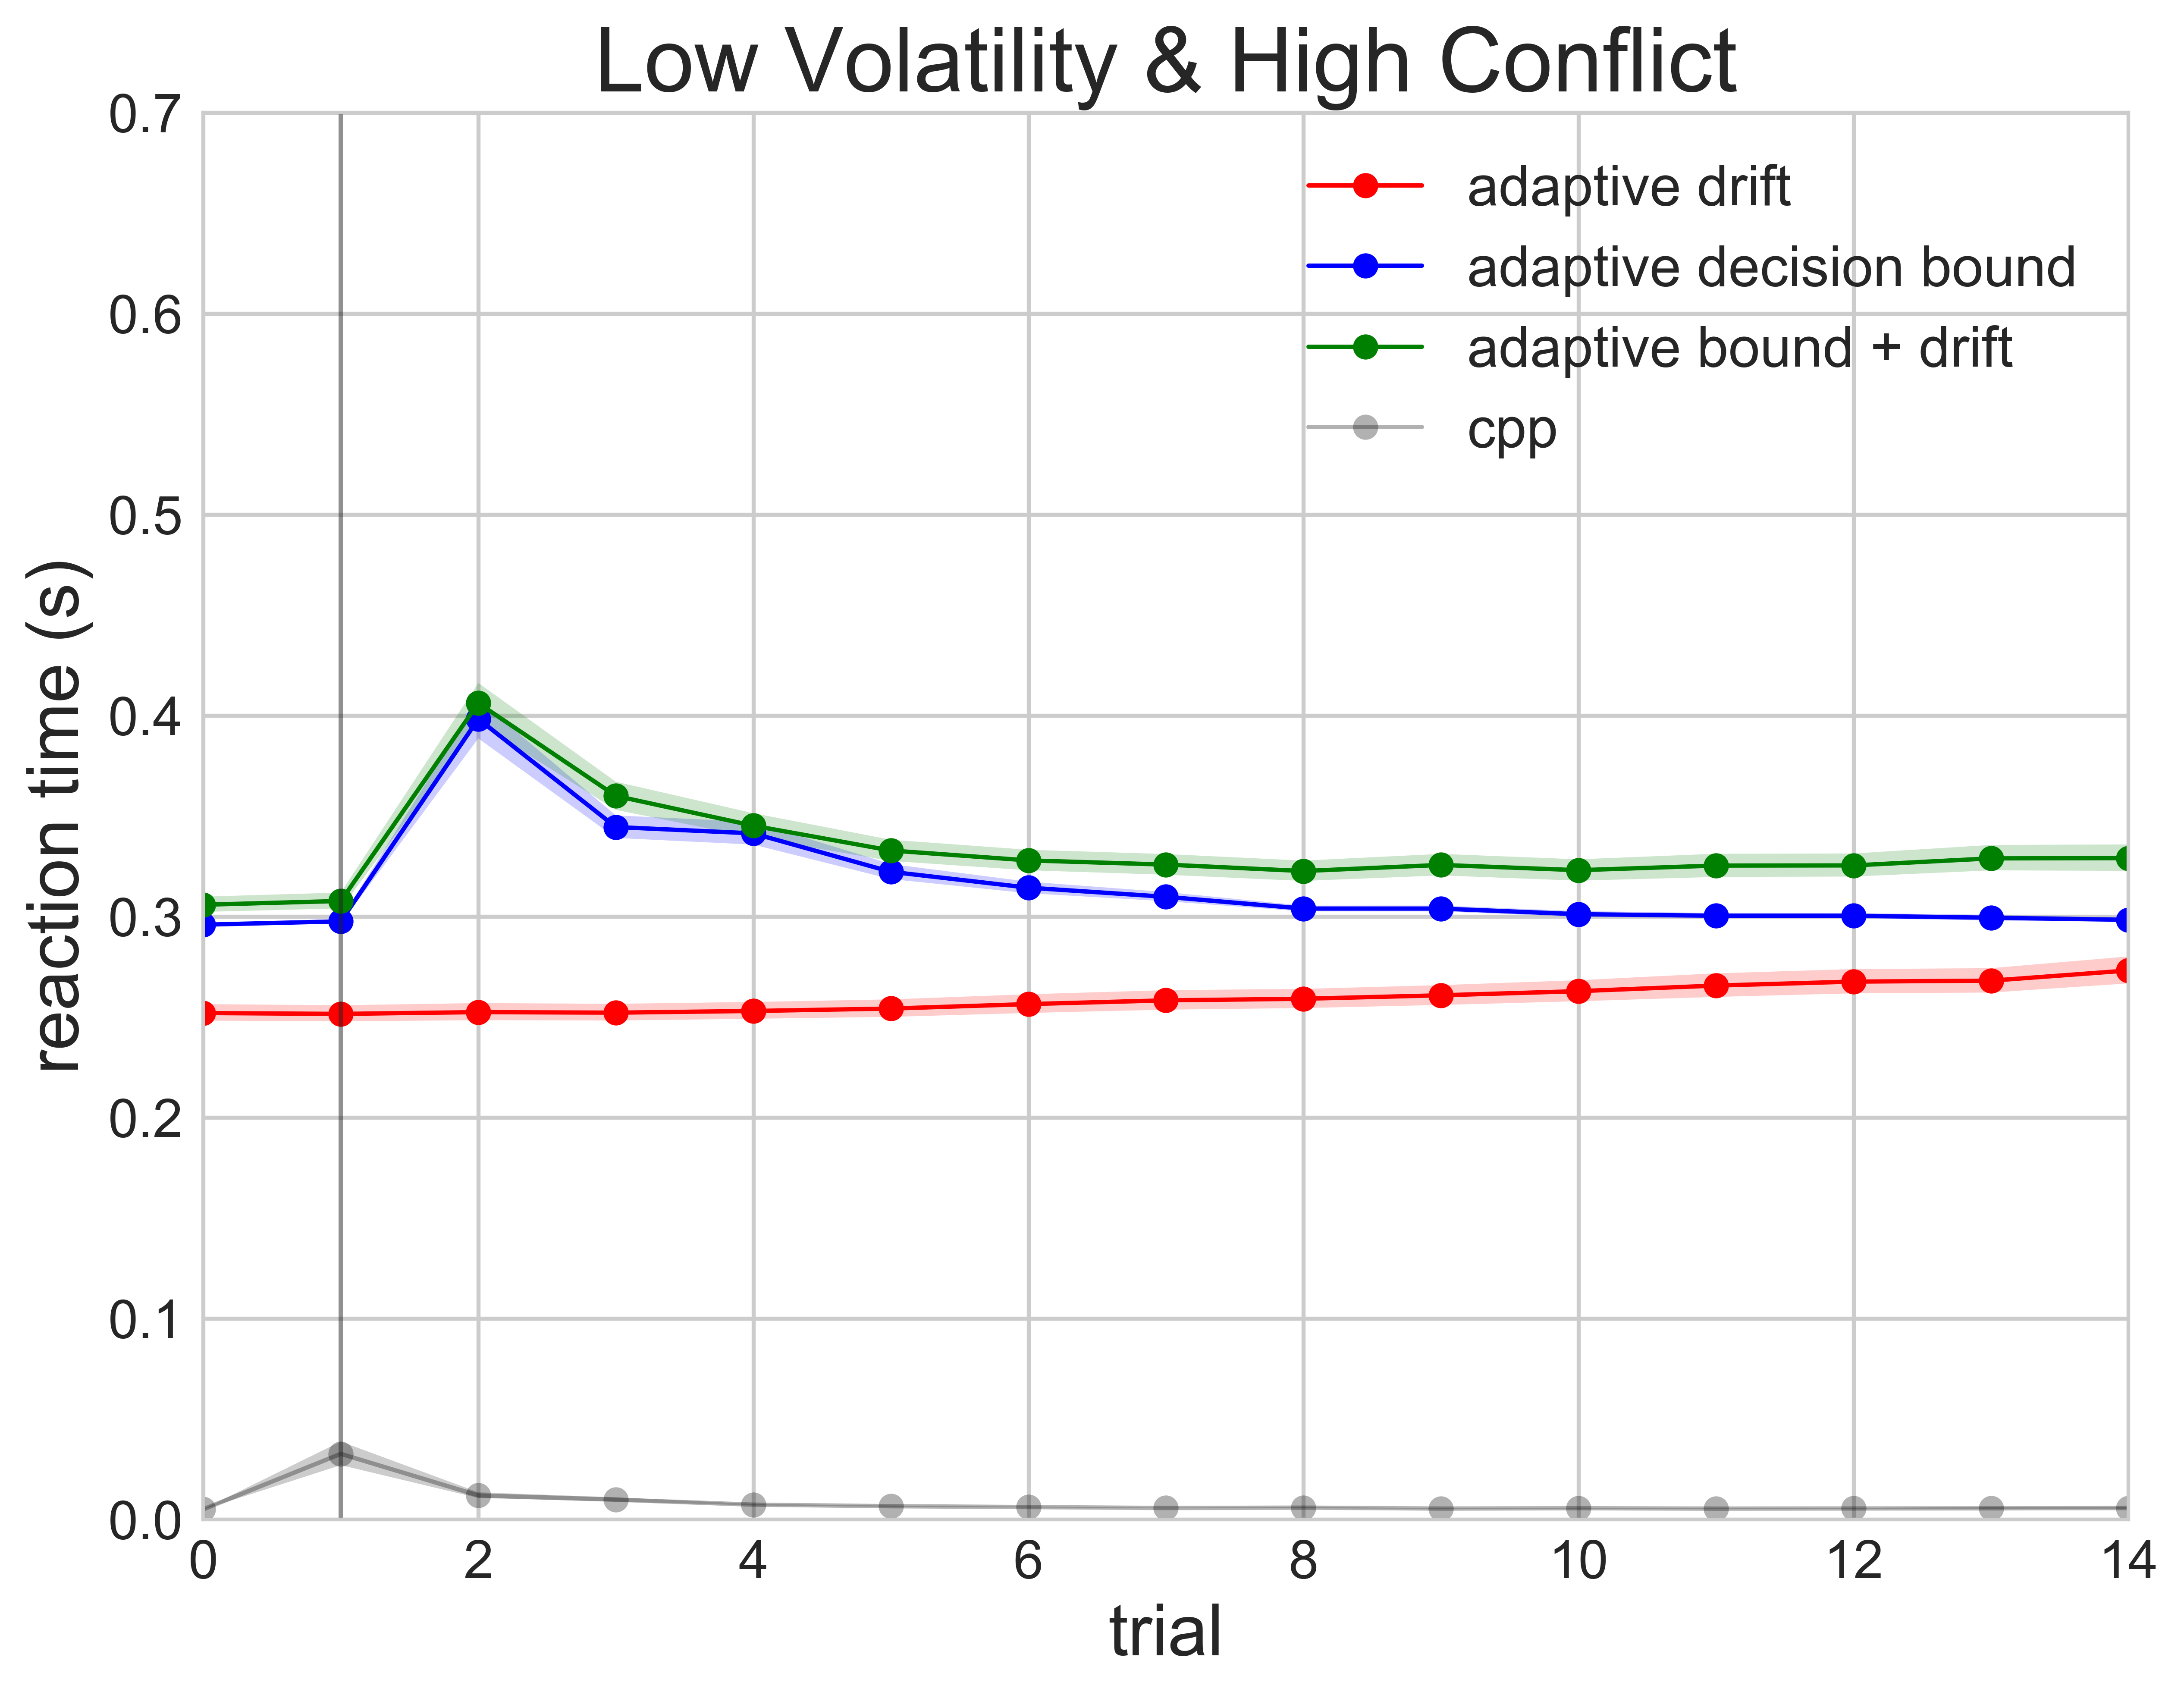 Low Volatility & High Conflict
0.7
0.6
0.5
0.4
0.3
0.2
0.1
0.0
reaction time (s)
adaptive drift
adaptive decision bound
adaptive bound + drift
cpp
0 2 4 6 8 10 12 14
trial